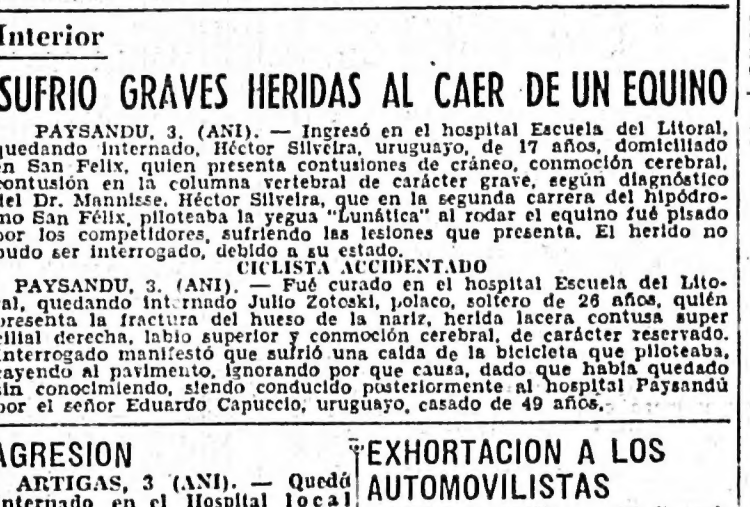 Interior
SUFRIO GRAVES HERIDAS AL CAER DE UN EQUINO
PAYSANDU, 3. (ANI). — Ingresó en el hospital Escuela del Litoral,
quedando internado, Héctor Silveira, uruguayo, de 17 años, domiciliado
en San Felix, quien presenta contusiones de cráneo, conmoción cerebral,
contusión en la columna vertebral de carácter grave, según diagnóstico
del Dr. Mannisse. Héctor Silveira, que en la segunda carrera del hipódro-
mo San Félix, piloteaba la yegua "Lunática" al rodar el equino fué pisado
por los competidores, sufriendo las lesiones que presenta. El herido no
pudo ser interrogado, debido a su estado.
CICLISTA ACCIDENTADO
PAYSANDU, 3. (ANI). — Fué curado en el hospital Escuela del Lito-
ral, quedando internado Julio Zotoski, polaco, soltero de 26 años, quién
presenta la fractura del hueso de la nariz, herida lacera contusa super
cilial derecha, labio superior y conmoción cerebral, de carácter reservado.
Interrogado manifestó que sufrió una caida de la bicicleta que piloteaba,
cayendo al pavimento, ignorando por que causa, dado que había quedado
sin conocimiento, siendo conducido posteriormente al hospital Paysandú
por el señor Eduardo Capuccio, uruguayo, casado de 49 años.-
AGRESION
ARTIGAS, 3 (ANI). — Quedó
internado en el Hospital local
EXHORTACION A LOS
AUTOMOVILISTAS